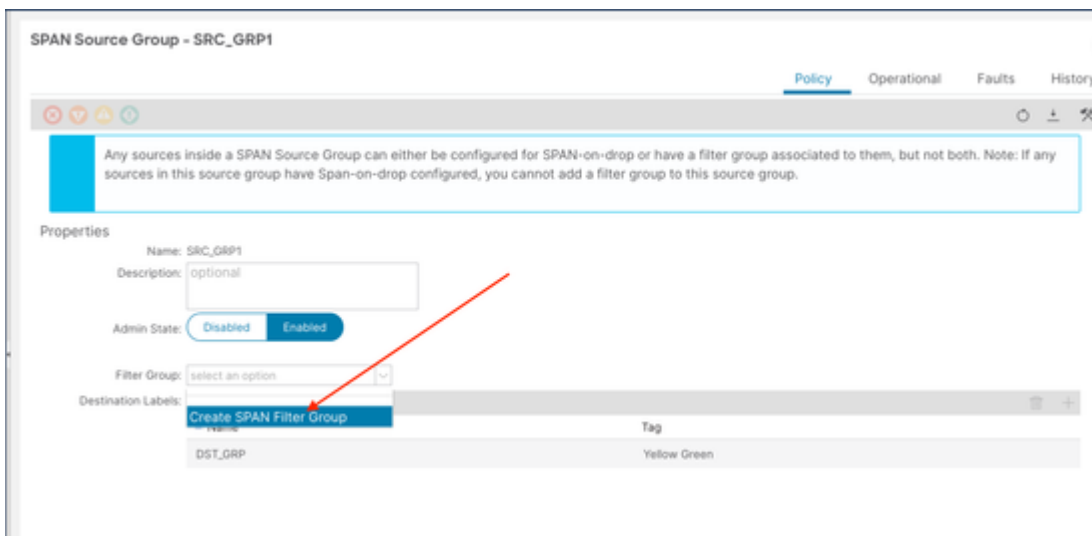 SPAN Source Group - SRC_GRP1
Policy Operational Faults History
Any sources inside a SPAN Source Group can either be configured for SPAN-on-drop or have a filter group associated to them, but not both. Note: If any
sources in this source group have Span-on-drop configured, you cannot add a filter group to this source group.
Properties
Name: SRC_GRP1
Description: optional
Admin State: Disabled Enabled
Filter Group: select an option
Destination Labels:
Create SPAN Filter Group
Name Tag
DST_GRP Yellow Green